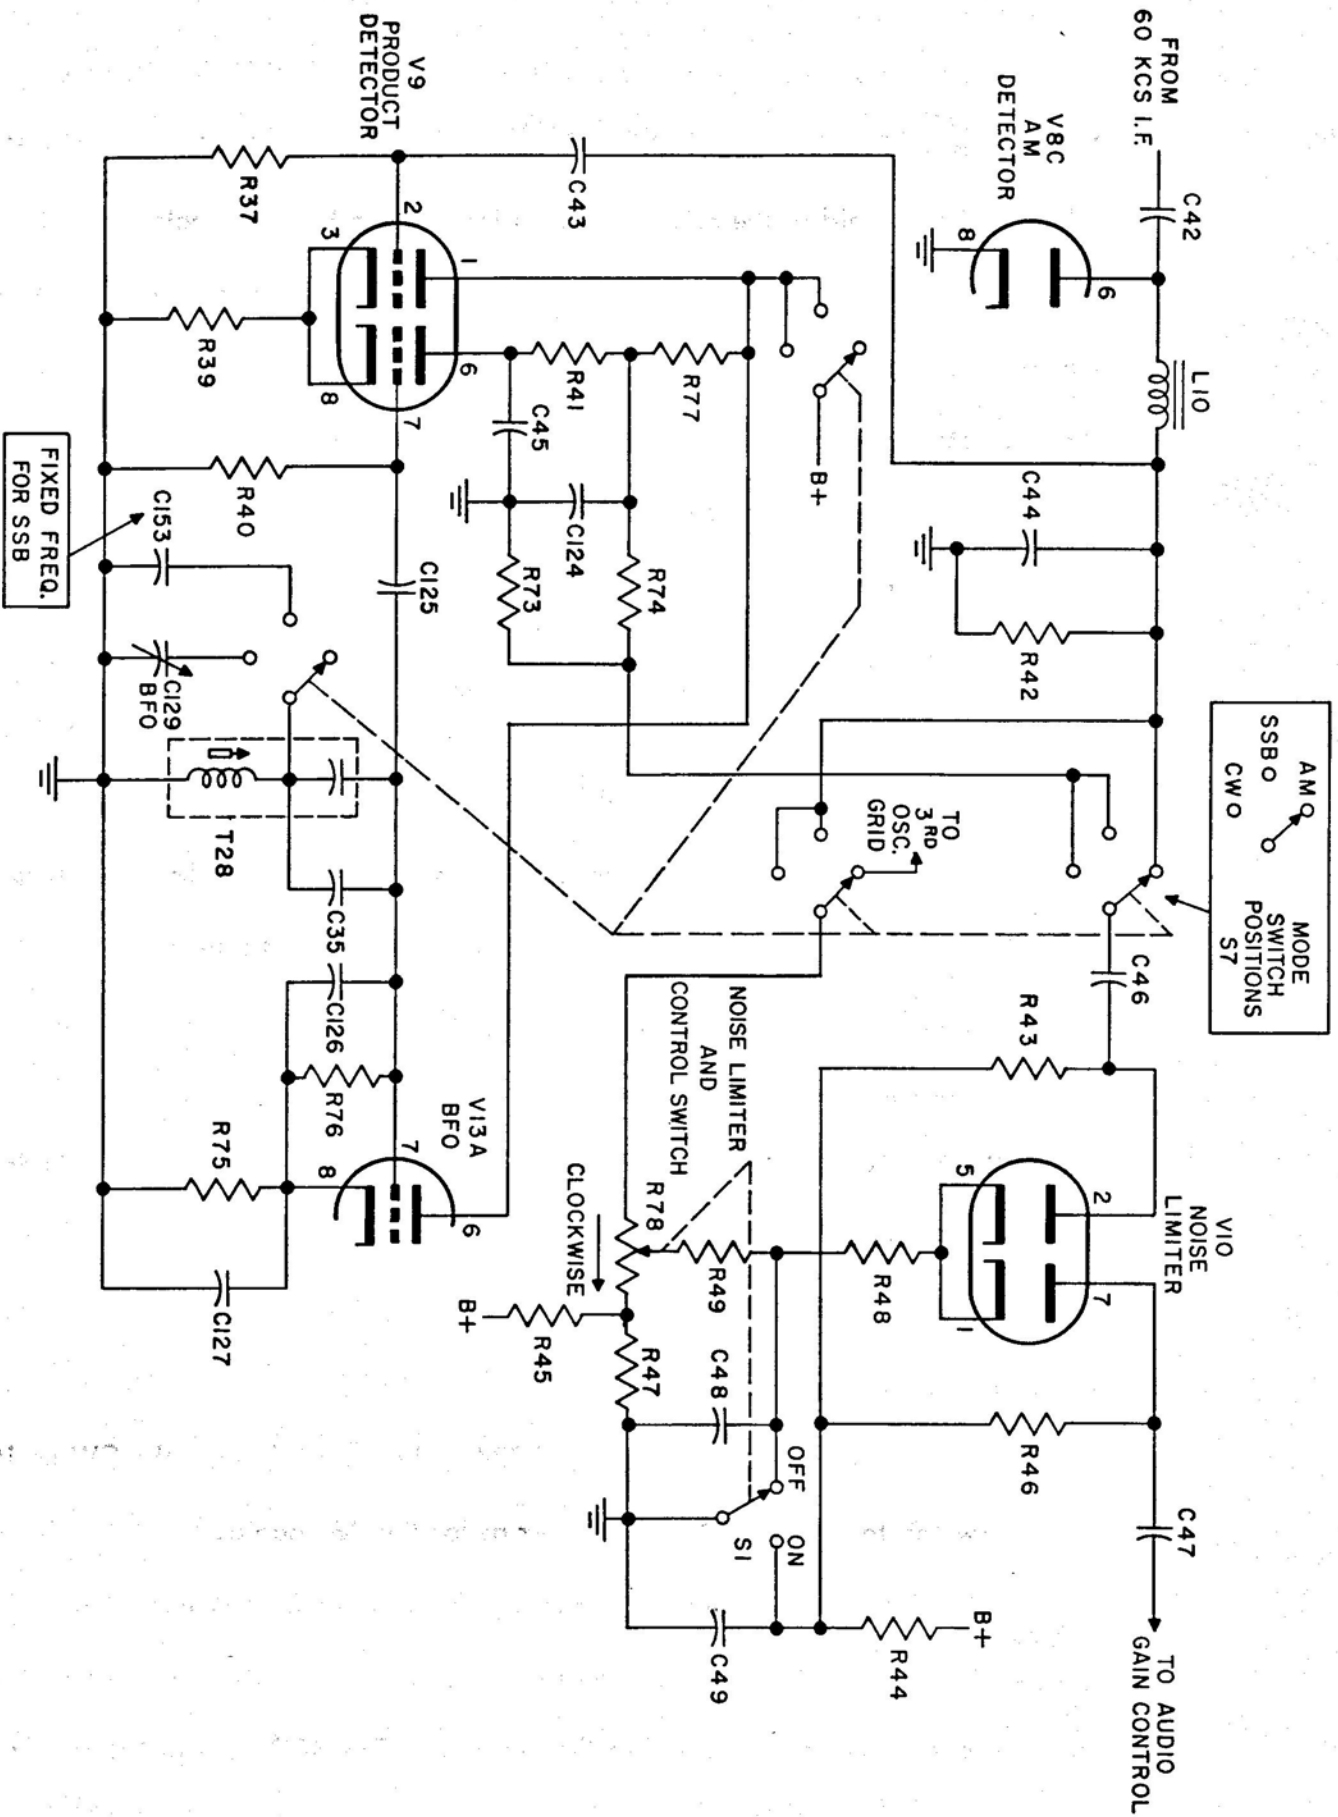 FROM
60 KCS I.F.
C42
V8C
AM
DETECTOR
8
6
L10
C44
R42
AM
SSB
CW
MODE
SWITCH
POSITIONS
S7
C46
R43
V10
NOISE
LIMITER
2
7
5
1
R48
R46
C47
TO AUDIO
GAIN CONTROL
B+
R44
TO
3RD
OSC.
GRID
NOISE LIMITER
AND
CONTROL SWITCH
R78
CLOCKWISE
R49
R47
C48
OFF
ON
S1
C49
R45
B+
V9
PRODUCT
DETECTOR
C43
R37
2
3
1
6
7
8
R39
R41
R77
C45
C124
R73
R74
B+
R40
C125
C153
FIXED FREQ.
FOR SSB
C129
BFO
T28
C35
C126
R76
V13A
BFO
7
8
6
R75
C127